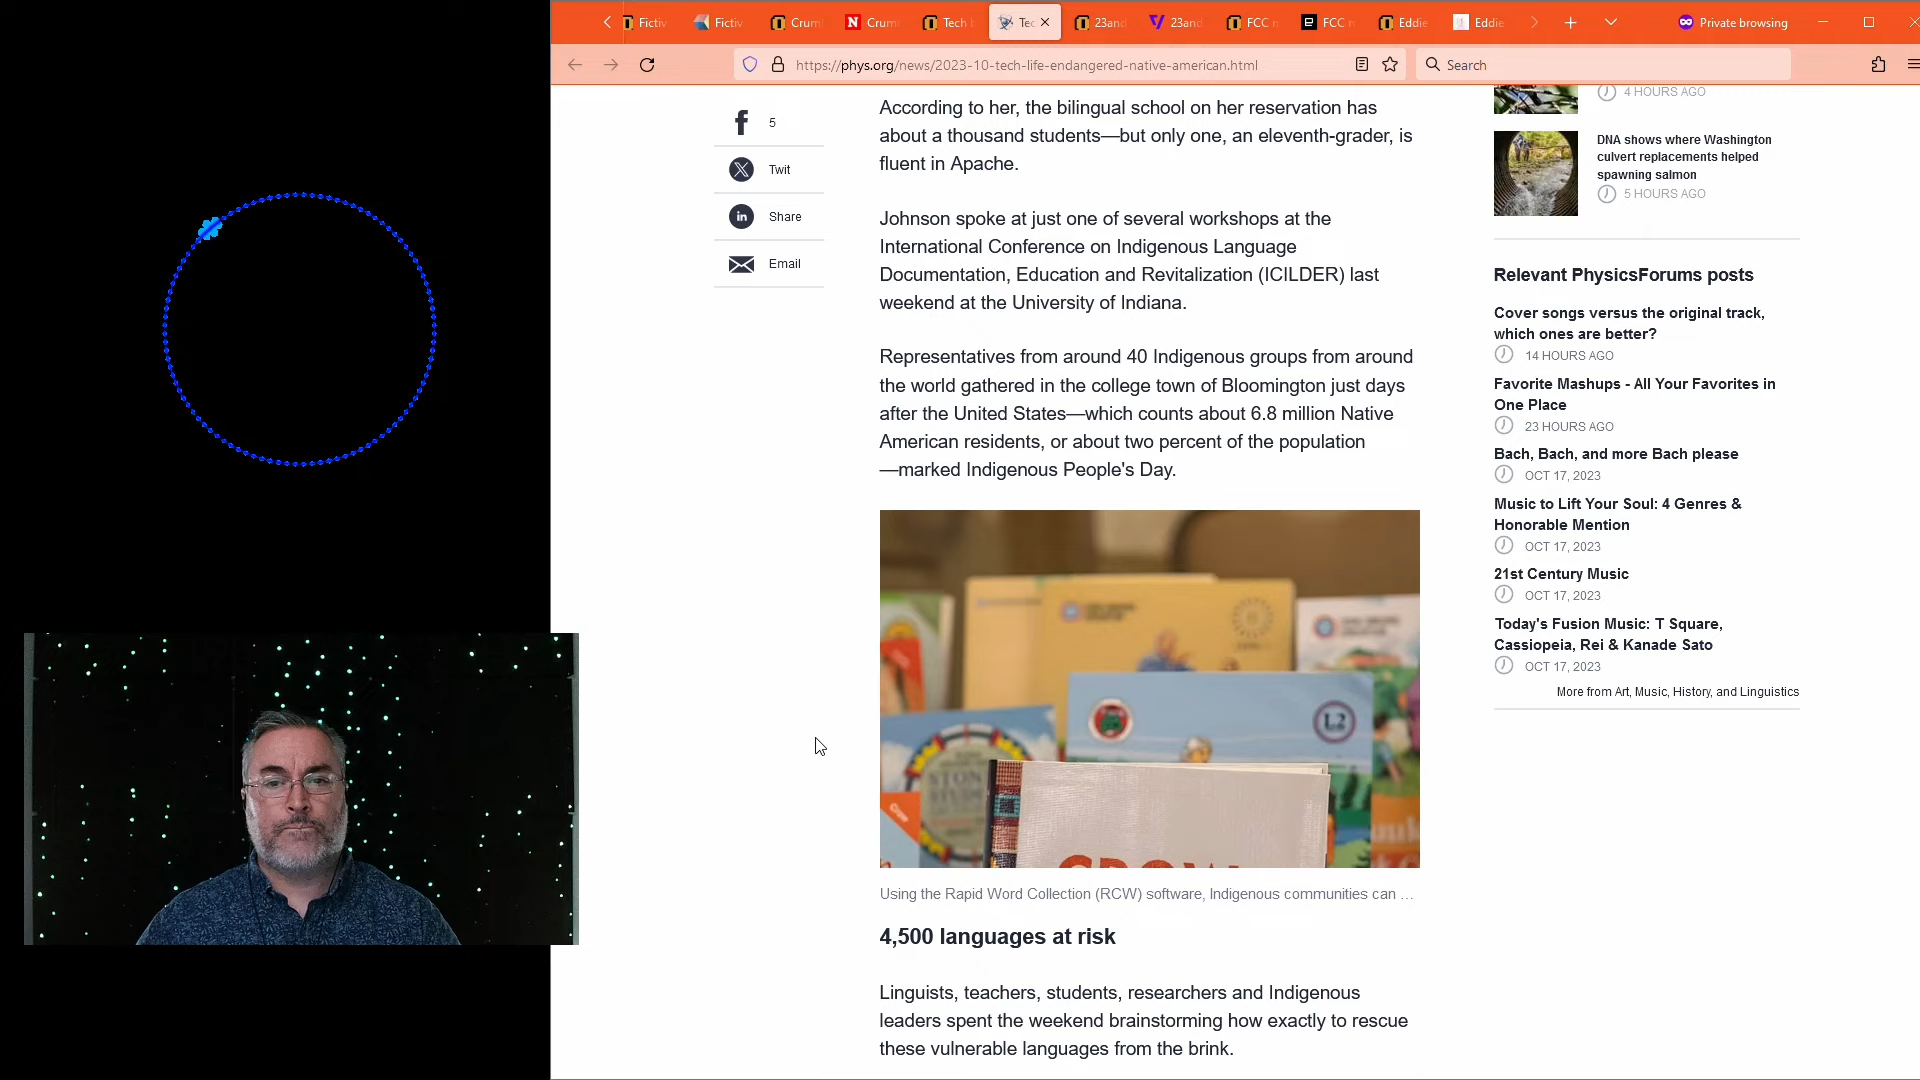 Fictiv
Fictiv
Crum
Crum
Tech
Tec
23and
23and
FCC
FCC
Eddie
Eddie
Private browsing
https://phys.org/news/2023-10-tech-life-endangered-native-american.html
Search
5
Twit
Share
Email
According to her, the bilingual school on her reservation has
about a thousand students—but only one, an eleventh-grader, is
fluent in Apache.
Johnson spoke at just one of several workshops at the
International Conference on Indigenous Language
Documentation, Education and Revitalization (ICILDER) last
weekend at the University of Indiana.
Representatives from around 40 Indigenous groups from around
the world gathered in the college town of Bloomington just days
after the United States—which counts about 6.8 million Native
American residents, or about two percent of the population
—marked Indigenous People's Day.
L2
Using the Rapid Word Collection (RCW) software, Indigenous communities can …
4,500 languages at risk
Linguists, teachers, students, researchers and Indigenous
leaders spent the weekend brainstorming how exactly to rescue
these vulnerable languages from the brink.
4 HOURS AGO
DNA shows where Washington
culvert replacements helped
spawning salmon
5 HOURS AGO
Relevant PhysicsForums posts
Cover songs versus the original track,
which ones are better?
14 HOURS AGO
Favorite Mashups - All Your Favorites in
One Place
23 HOURS AGO
Bach, Bach, and more Bach please
OCT 17, 2023
Music to Lift Your Soul: 4 Genres &
Honorable Mention
OCT 17, 2023
21st Century Music
OCT 17, 2023
Today's Fusion Music: T Square,
Cassiopeia, Rei & Kanade Sato
OCT 17, 2023
More from Art, Music, History, and Linguistics